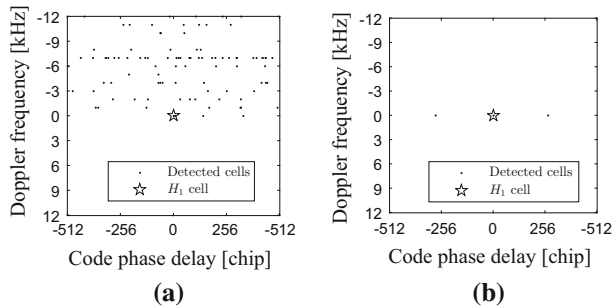 -12
-9
-6
-3
0
3
6
9
12
Doppler frequency [kHz]
Detected cells
H1 cell
-512 256 0 -256 -512
Code phase delay [chip]
(a)
-12
-9
-6
-3
0
3
6
9
12
Doppler frequency [kHz]
Detected cells
H1 cell
-512 256 0 -256 -512
Code phase delay [chip]
(b)